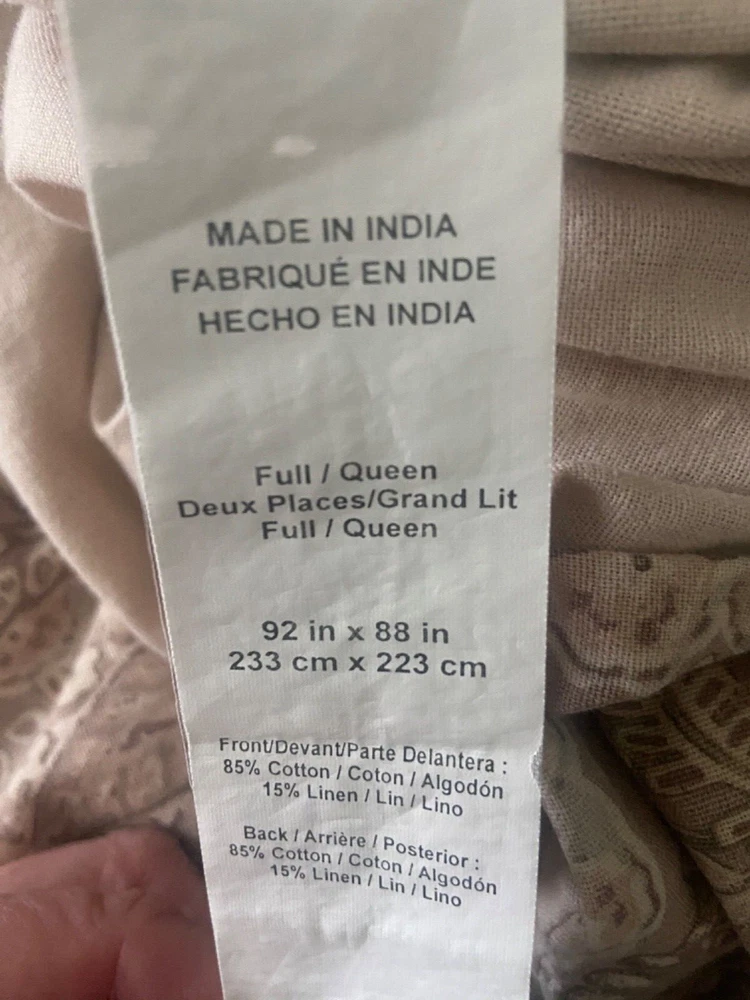 MADE IN INDIA
FABRIQUÉ EN INDE
HECHO EN INDIA
Full / Queen
Deux Places/Grand Lit
Full / Queen
92 in x 88 in
233 cm x 223 cm
Front/Devant/Parte Delantera :
85% Cotton / Coton / Algodón
15% Linen / Lin / Lino
Back / Arrière / Posterior :
85% Cotton / Coton / Algodón
15% Linen / Lin / Lino